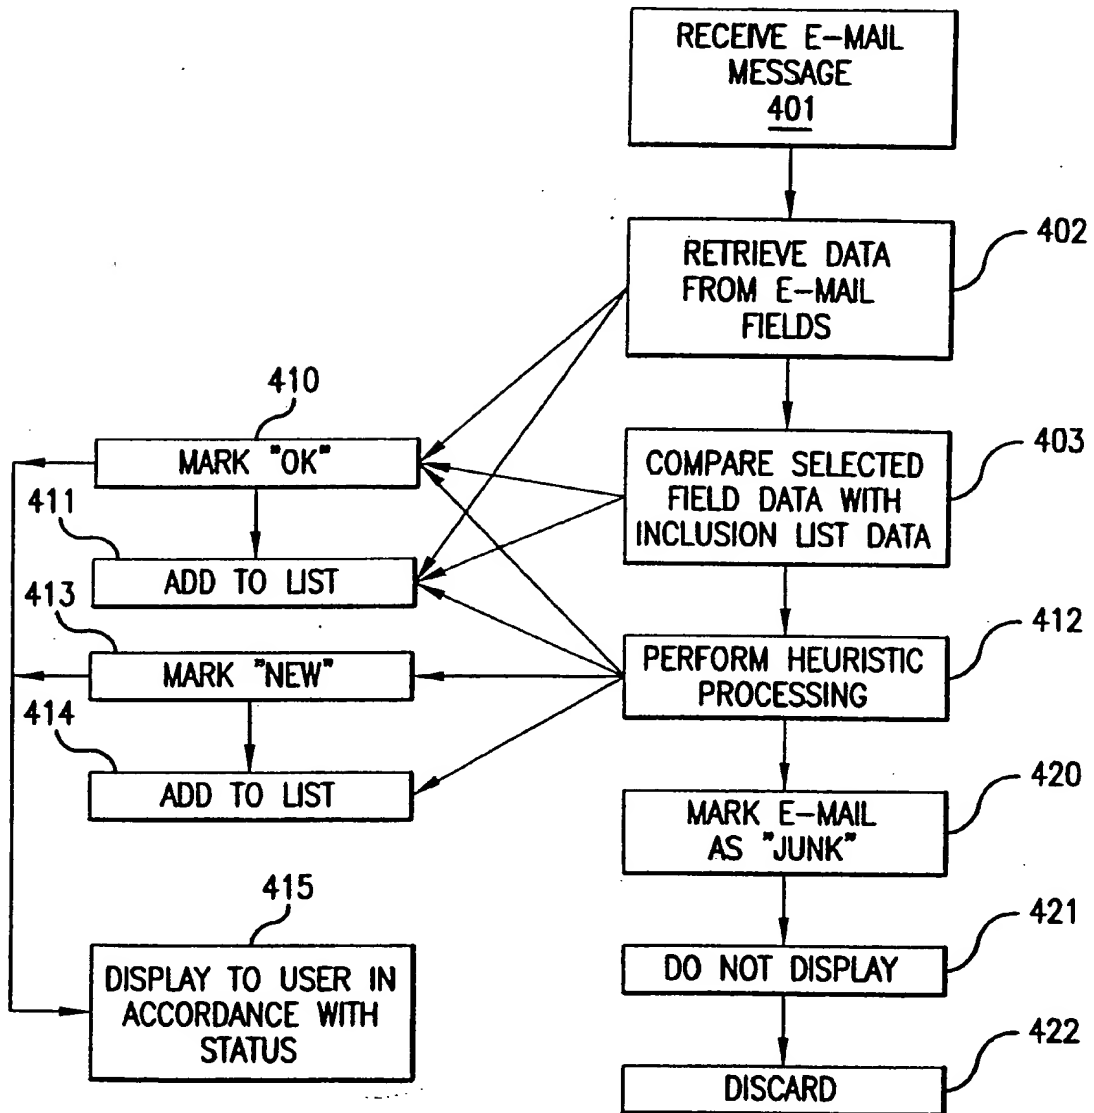 RECEIVE E-MAIL
MESSAGE
401
RETRIEVE DATA
FROM E-MAIL
FIELDS
402
410
MARK "OK"
COMPARE SELECTED
FIELD DATA WITH
INCLUSION LIST DATA
403
411
ADD TO LIST
413
MARK "NEW"
PERFORM HEURISTIC
PROCESSING
412
414
ADD TO LIST
MARK E-MAIL
AS "JUNK"
420
415
DISPLAY TO USER IN
ACCORDANCE WITH
STATUS
DO NOT DISPLAY
421
DISCARD
422